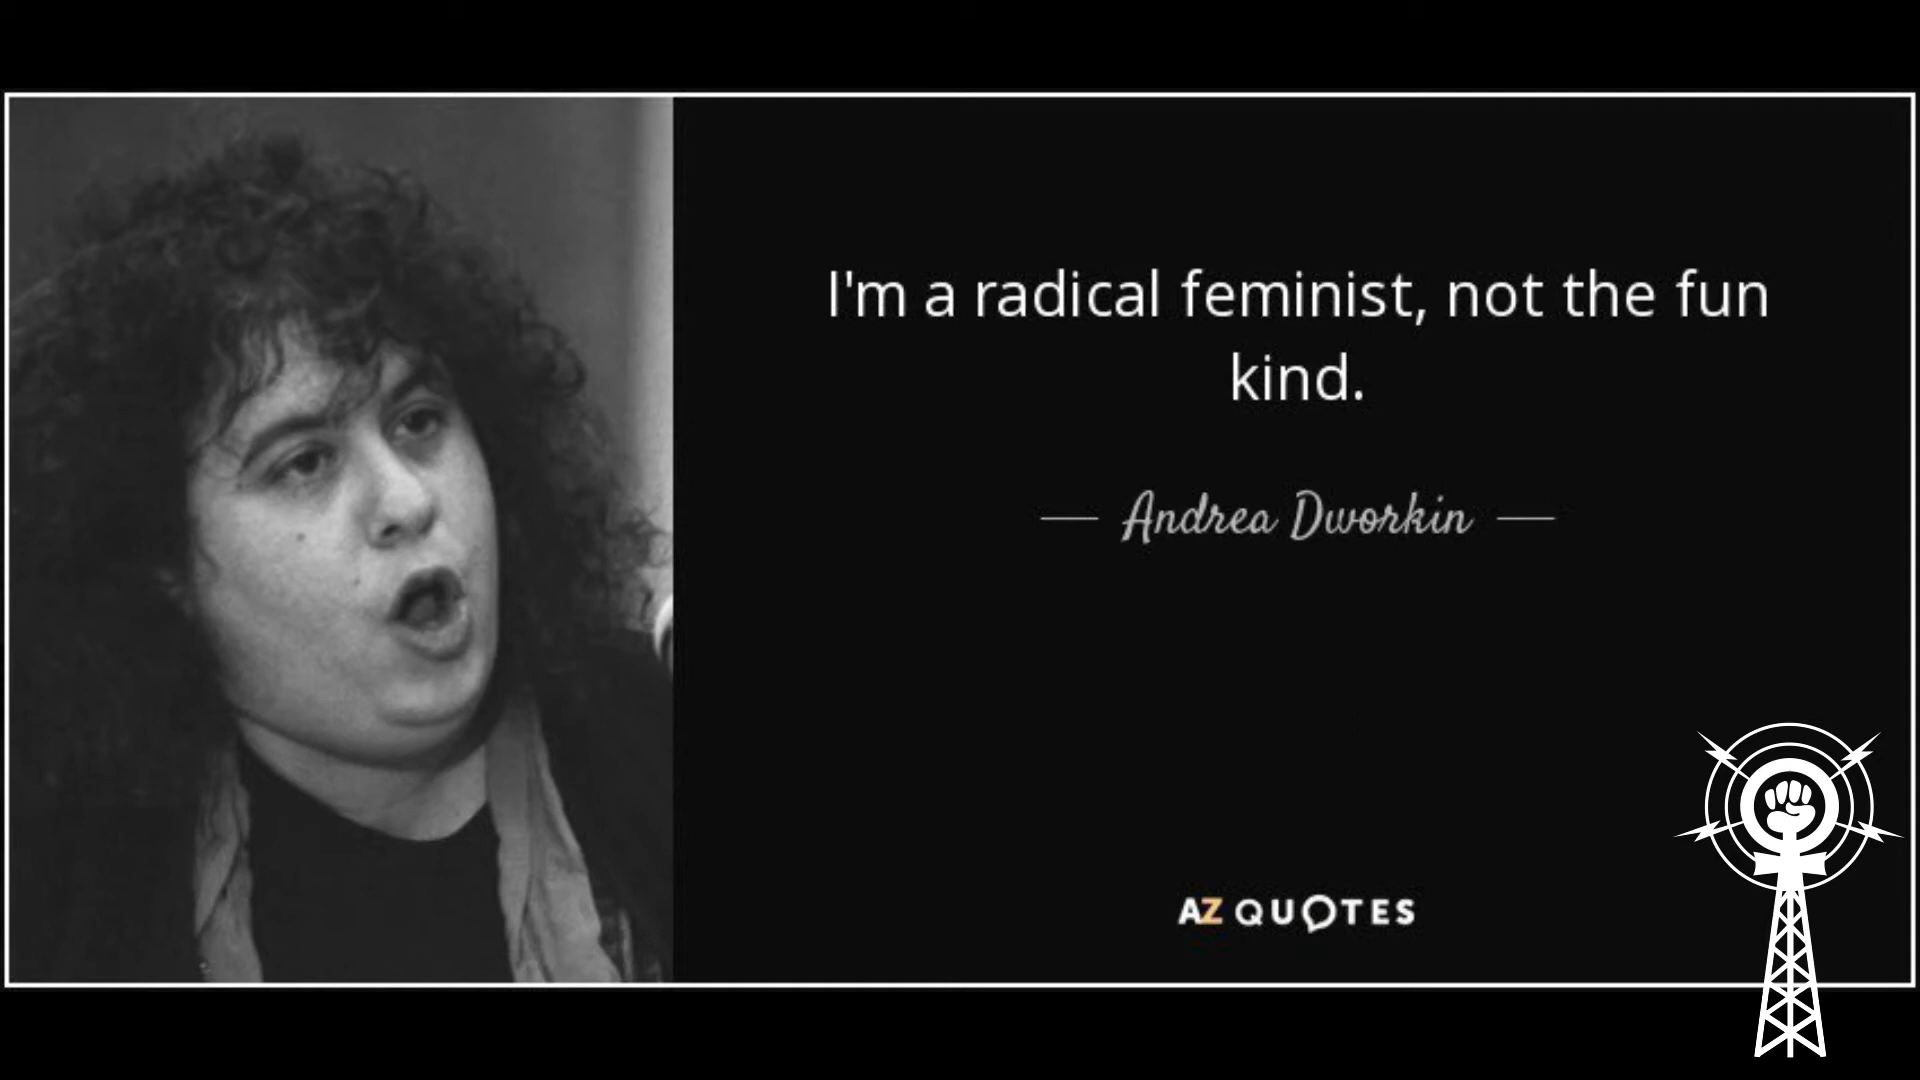 I'm a radical feminist, not the fun
kind.
— Andrea Dworkin —
AZ QUOTES